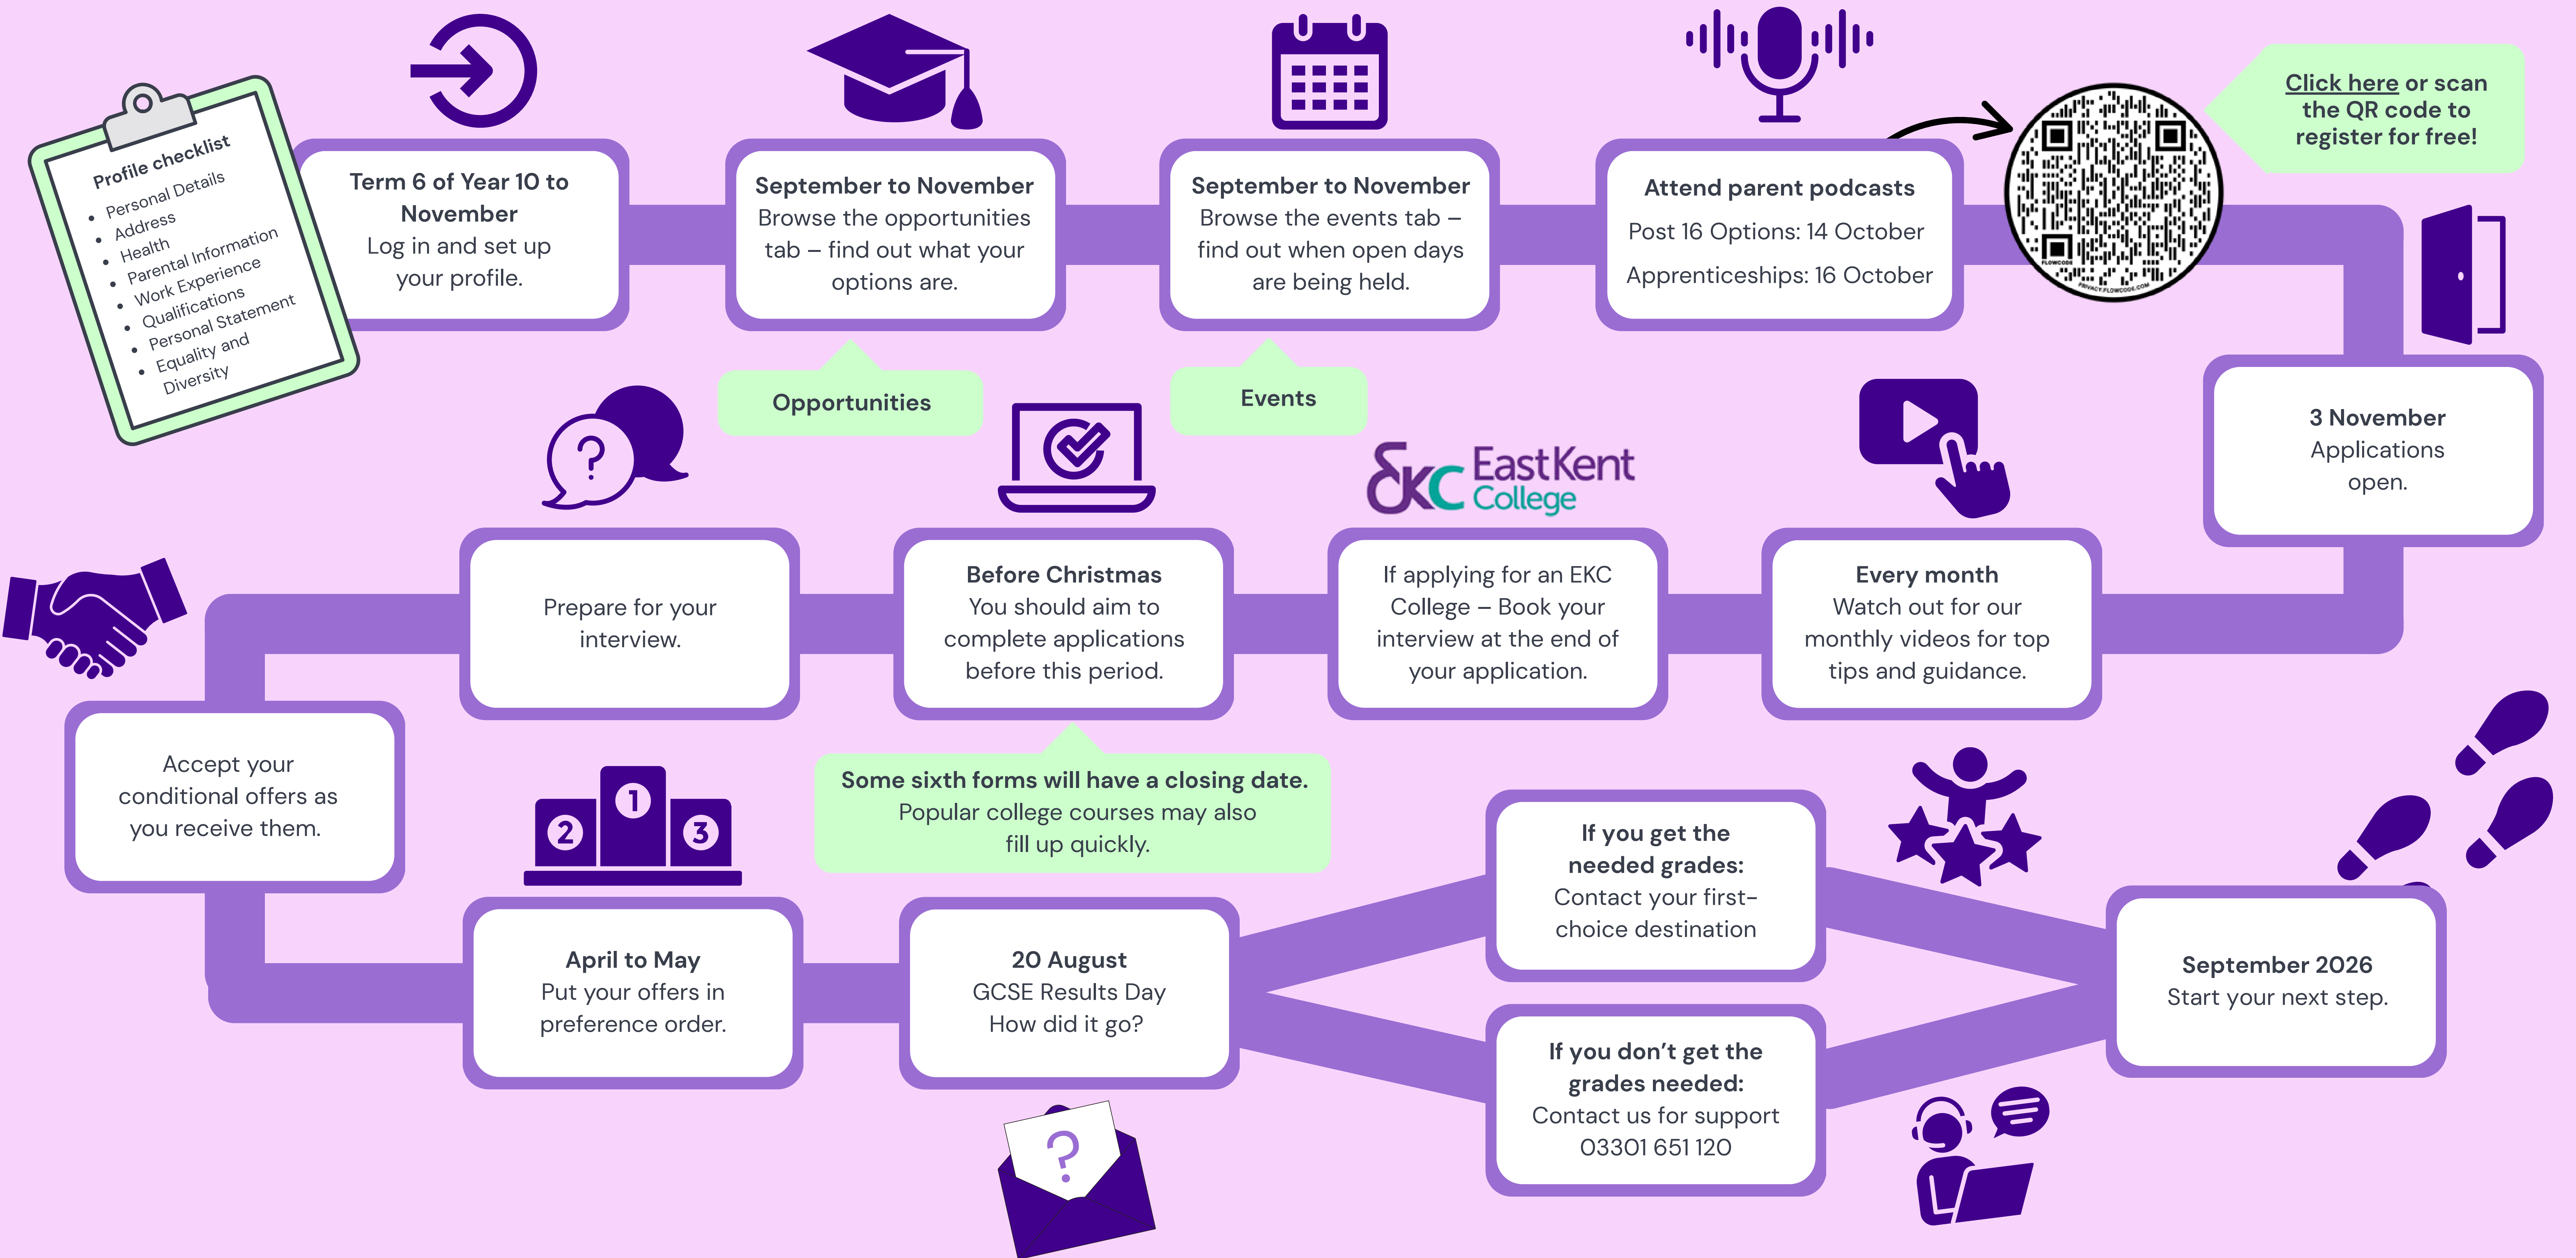 Profile checklist
Personal Details
Address
Health
Parental Information
Work Experience
Qualifications
Personal Statement
Equality and
Diversity
Term 6 of Year 10 to
November
Log in and set up
your profile.
September to November
Browse the opportunities
tab – find out what your
options are.
Opportunities
September to November
Browse the events tab –
find out when open days
are being held.
Events
Attend parent podcasts
Post 16 Options: 14 October
Apprenticeships: 16 October
FLOWCODE
PRIVACY.FLOWCODE.COM
Click here or scan
the QR code to
register for free!
3 November
Applications
open.
Every month
Watch out for our
monthly videos for top
tips and guidance.
EKC EastKent
College
If applying for an EKC
College – Book your
interview at the end of
your application.
Before Christmas
You should aim to
complete applications
before this period.
Some sixth forms will have a closing date.
Popular college courses may also
fill up quickly.
?
Prepare for your
interview.
Accept your
conditional offers as
you receive them.
2 1 3
April to May
Put your offers in
preference order.
20 August
GCSE Results Day
How did it go?
?
If you get the
needed grades:
Contact your first-
choice destination
If you don’t get the
grades needed:
Contact us for support
03301 651 120
September 2026
Start your next step.